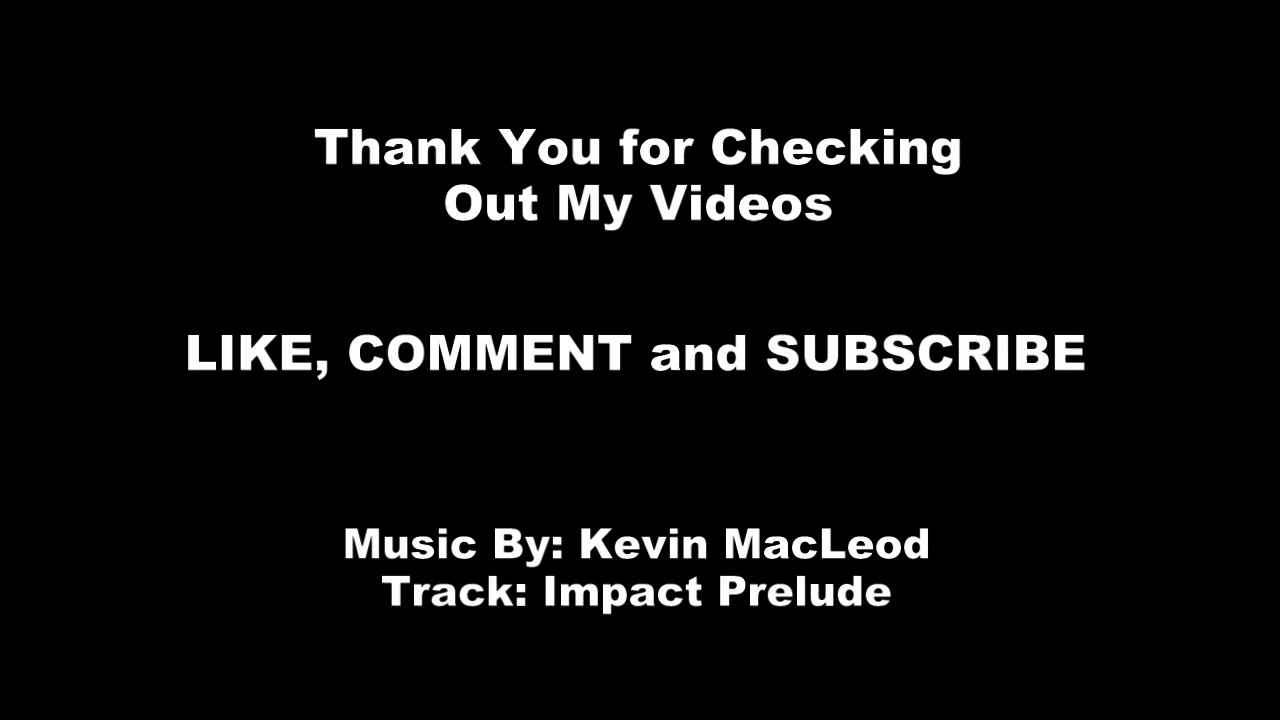 Thank You for Checking
Out My Videos
LIKE, COMMENT and SUBSCRIBE
Music By: Kevin MacLeod
Track: Impact Prelude